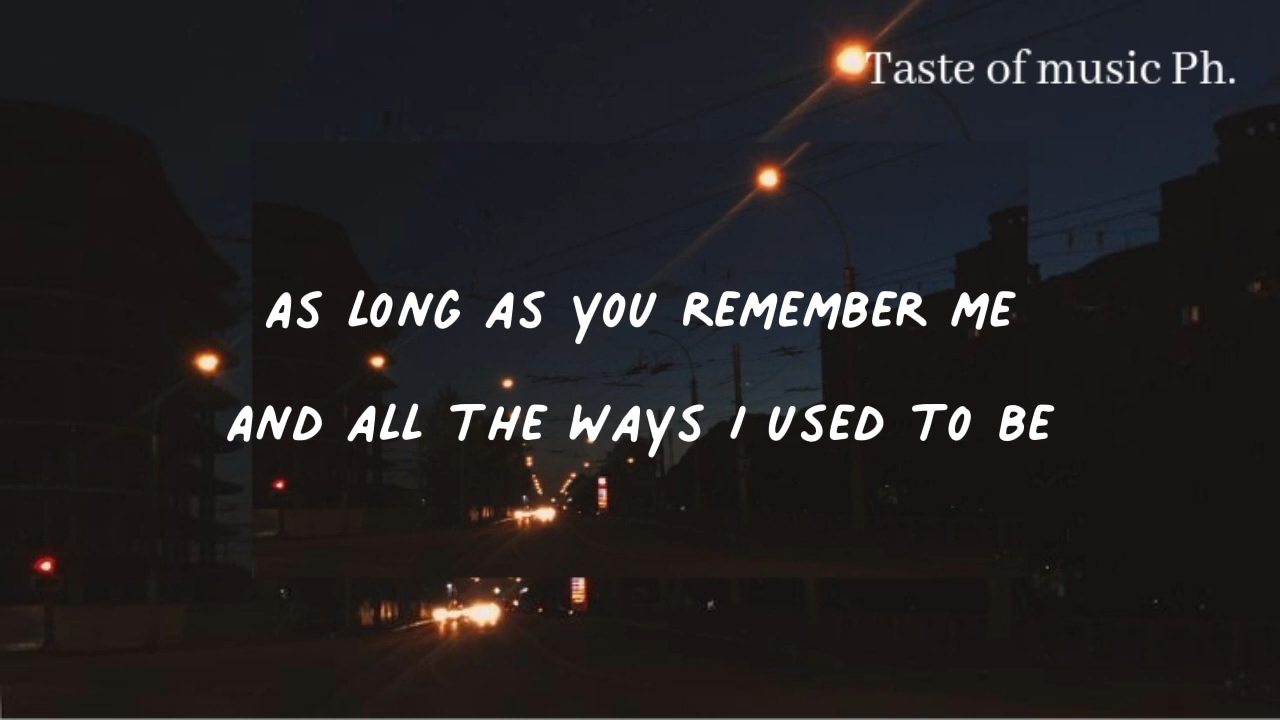 Taste of music Ph.
AS LONG AS YOU REMEMBER ME
AND ALL THE WAYS I USED TO BE